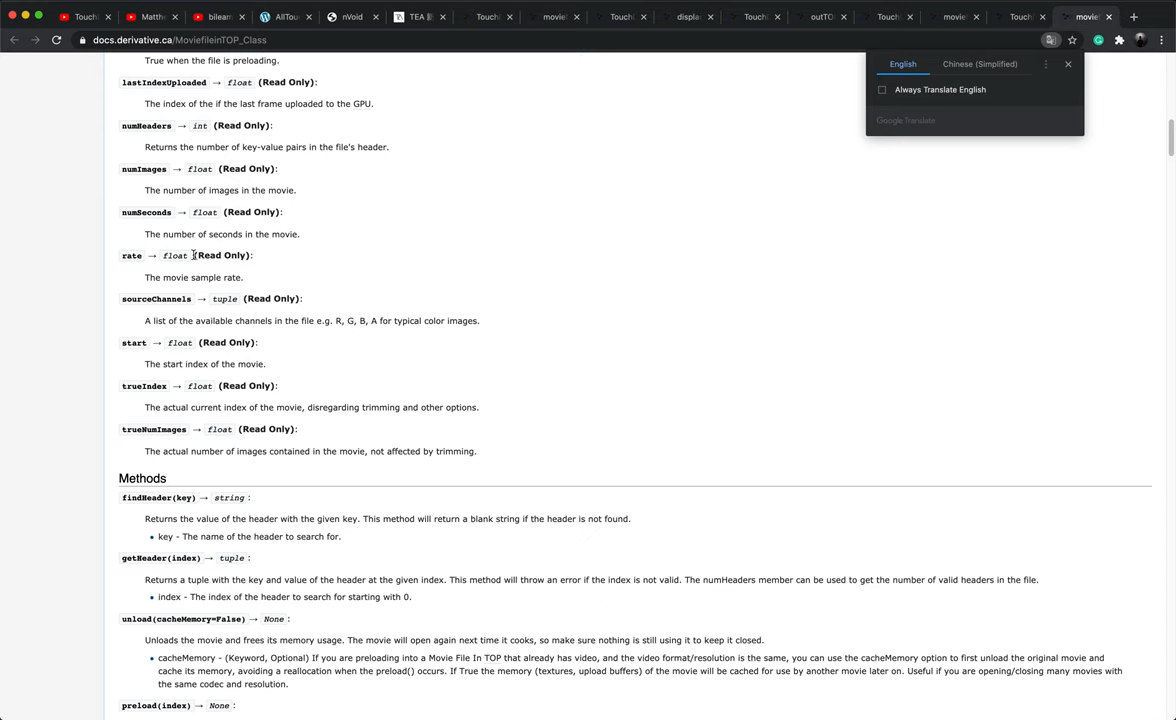 TouchD
Matthe
bileam
AllTou
nVoid
TEA
TouchD
movief
TouchD
displa
TouchD
outTO
Touch
movief
Touch
movief
docs.derivative.ca/MoviefileinTOP_Class
English
Chinese (Simplified)
Always Translate English
Google Translate
True when the file is preloading.
lastIndexUploaded → float (Read Only):
The index of the if the last frame uploaded to the GPU.
numHeaders → int (Read Only):
Returns the number of key-value pairs in the file's header.
numImages → float (Read Only):
The number of images in the movie.
numSeconds → float (Read Only):
The number of seconds in the movie.
rate → float (Read Only):
The movie sample rate.
sourceChannels → tuple (Read Only):
A list of the available channels in the file e.g. R, G, B, A for typical color images.
start → float (Read Only):
The start index of the movie.
trueIndex → float (Read Only):
The actual current index of the movie, disregarding trimming and other options.
trueNumImages → float (Read Only):
The actual number of images contained in the movie, not affected by trimming.
Methods
findHeader(key) → string:
Returns the value of the header with the given key. This method will return a blank string if the header is not found.
• key - The name of the header to search for.
getHeader(index) → tuple:
Returns a tuple with the key and value of the header at the given index. This method will throw an error if the index is not valid. The numHeaders member can be used to get the number of valid headers in the file.
• index - The index of the header to search for starting with 0.
unload(cacheMemory=False) → None:
Unloads the movie and frees its memory usage. The movie will open again next time it cooks, so make sure nothing is still using it to keep it closed.
• cacheMemory - (Keyword, Optional) If you are preloading into a Movie File In TOP that already has video, and the video format/resolution is the same, you can use the cacheMemory option to first unload the original movie and
cache its memory, avoiding a reallocation when the preload() occurs. If True the memory (textures, upload buffers) of the movie will be cached for use by another movie later on. Useful if you are opening/closing many movies with
the same codec and resolution.
preload(index) → None: